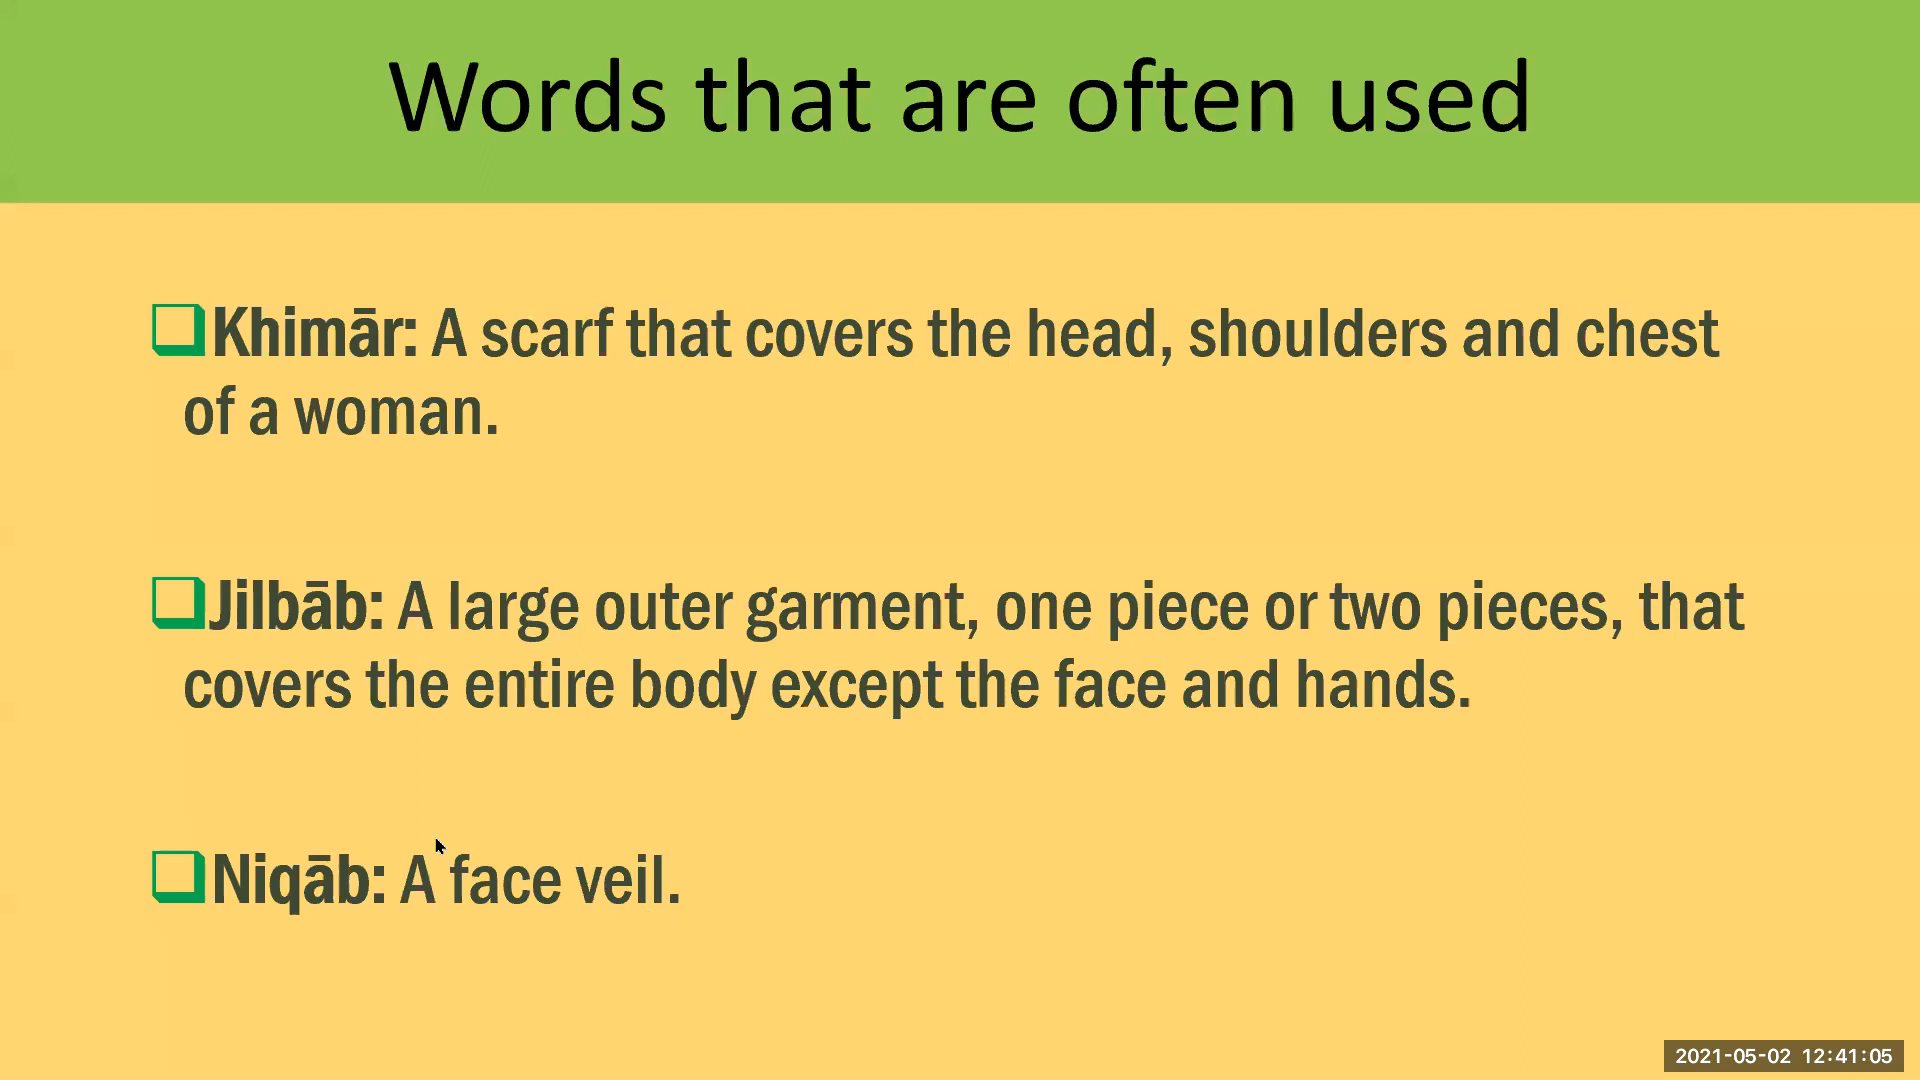 Words that are often used
Khimār: A scarf that covers the head, shoulders and chest
of a woman.
Jilbāb: A large outer garment, one piece or two pieces, that
covers the entire body except the face and hands.
Niqāb: A face veil.
2021-05-02 12:41:05